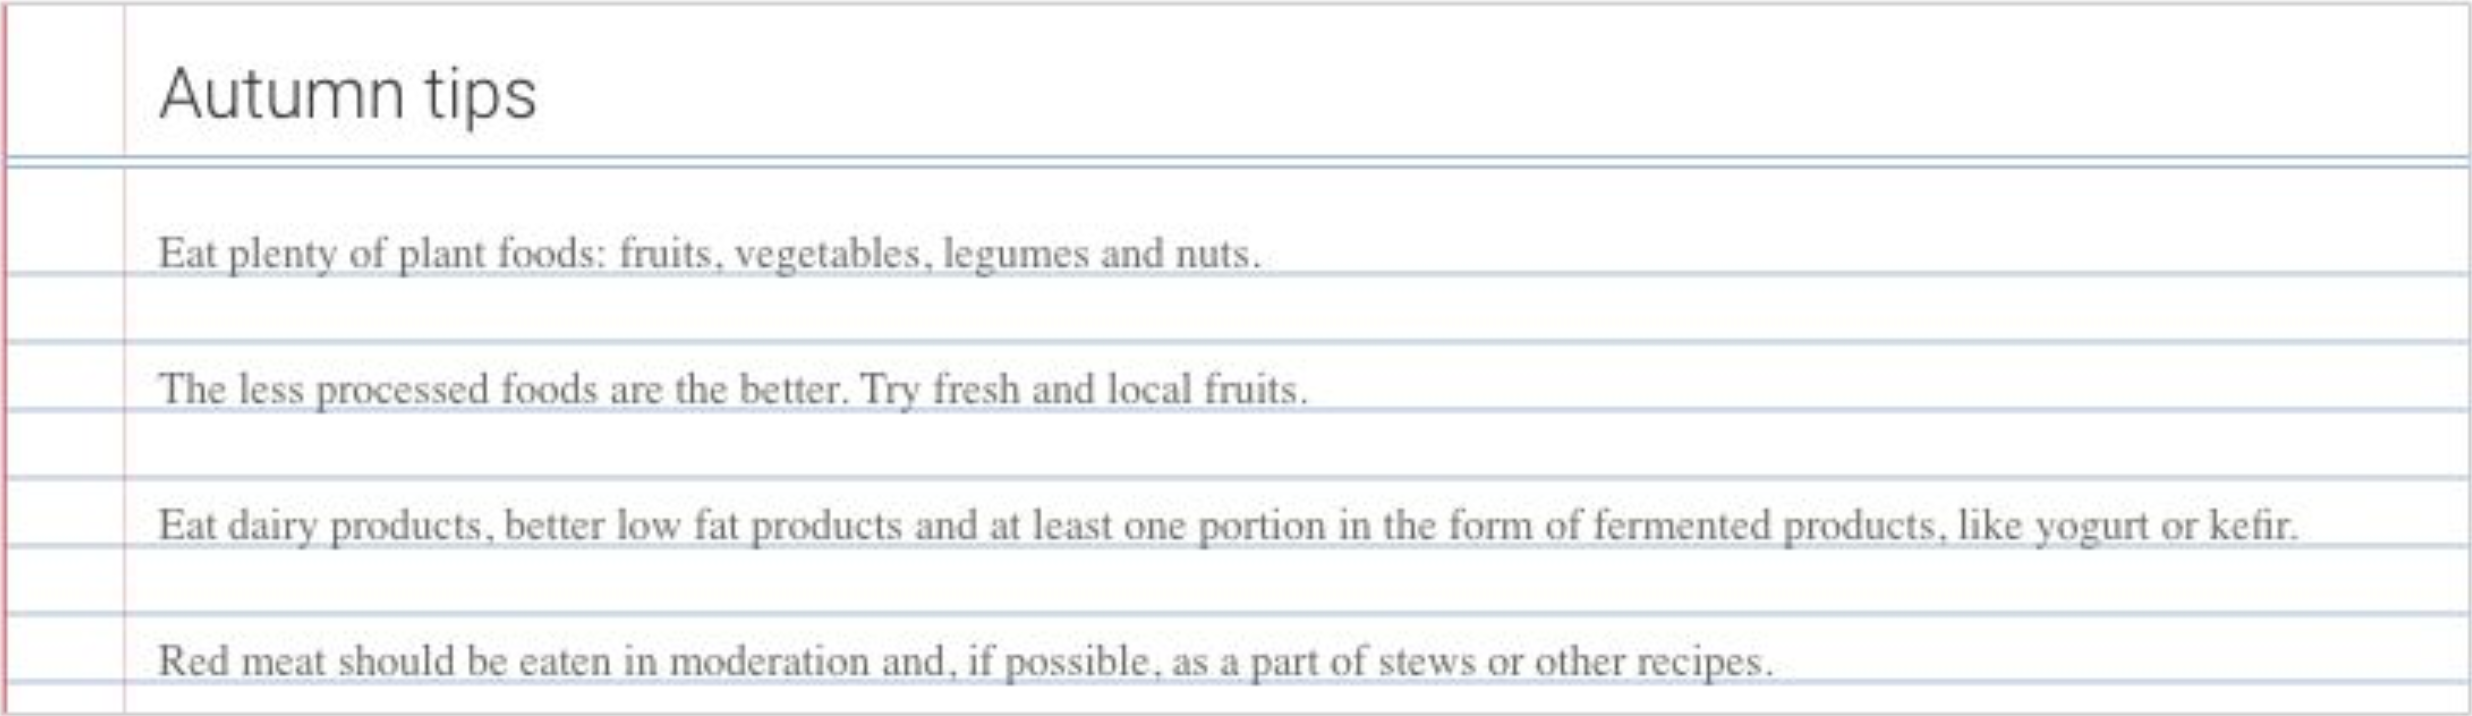 Autumn tips
Eat plenty of plant foods: fruits, vegetables, legumes and nuts.
The less processed foods are the better. Try fresh and local fruits.
Eat dairy products, better low fat products and at least one portion in the form of fermented products, like yogurt or kefir.
Red meat should be eaten in moderation and, if possible, as a part of stews or other recipes.